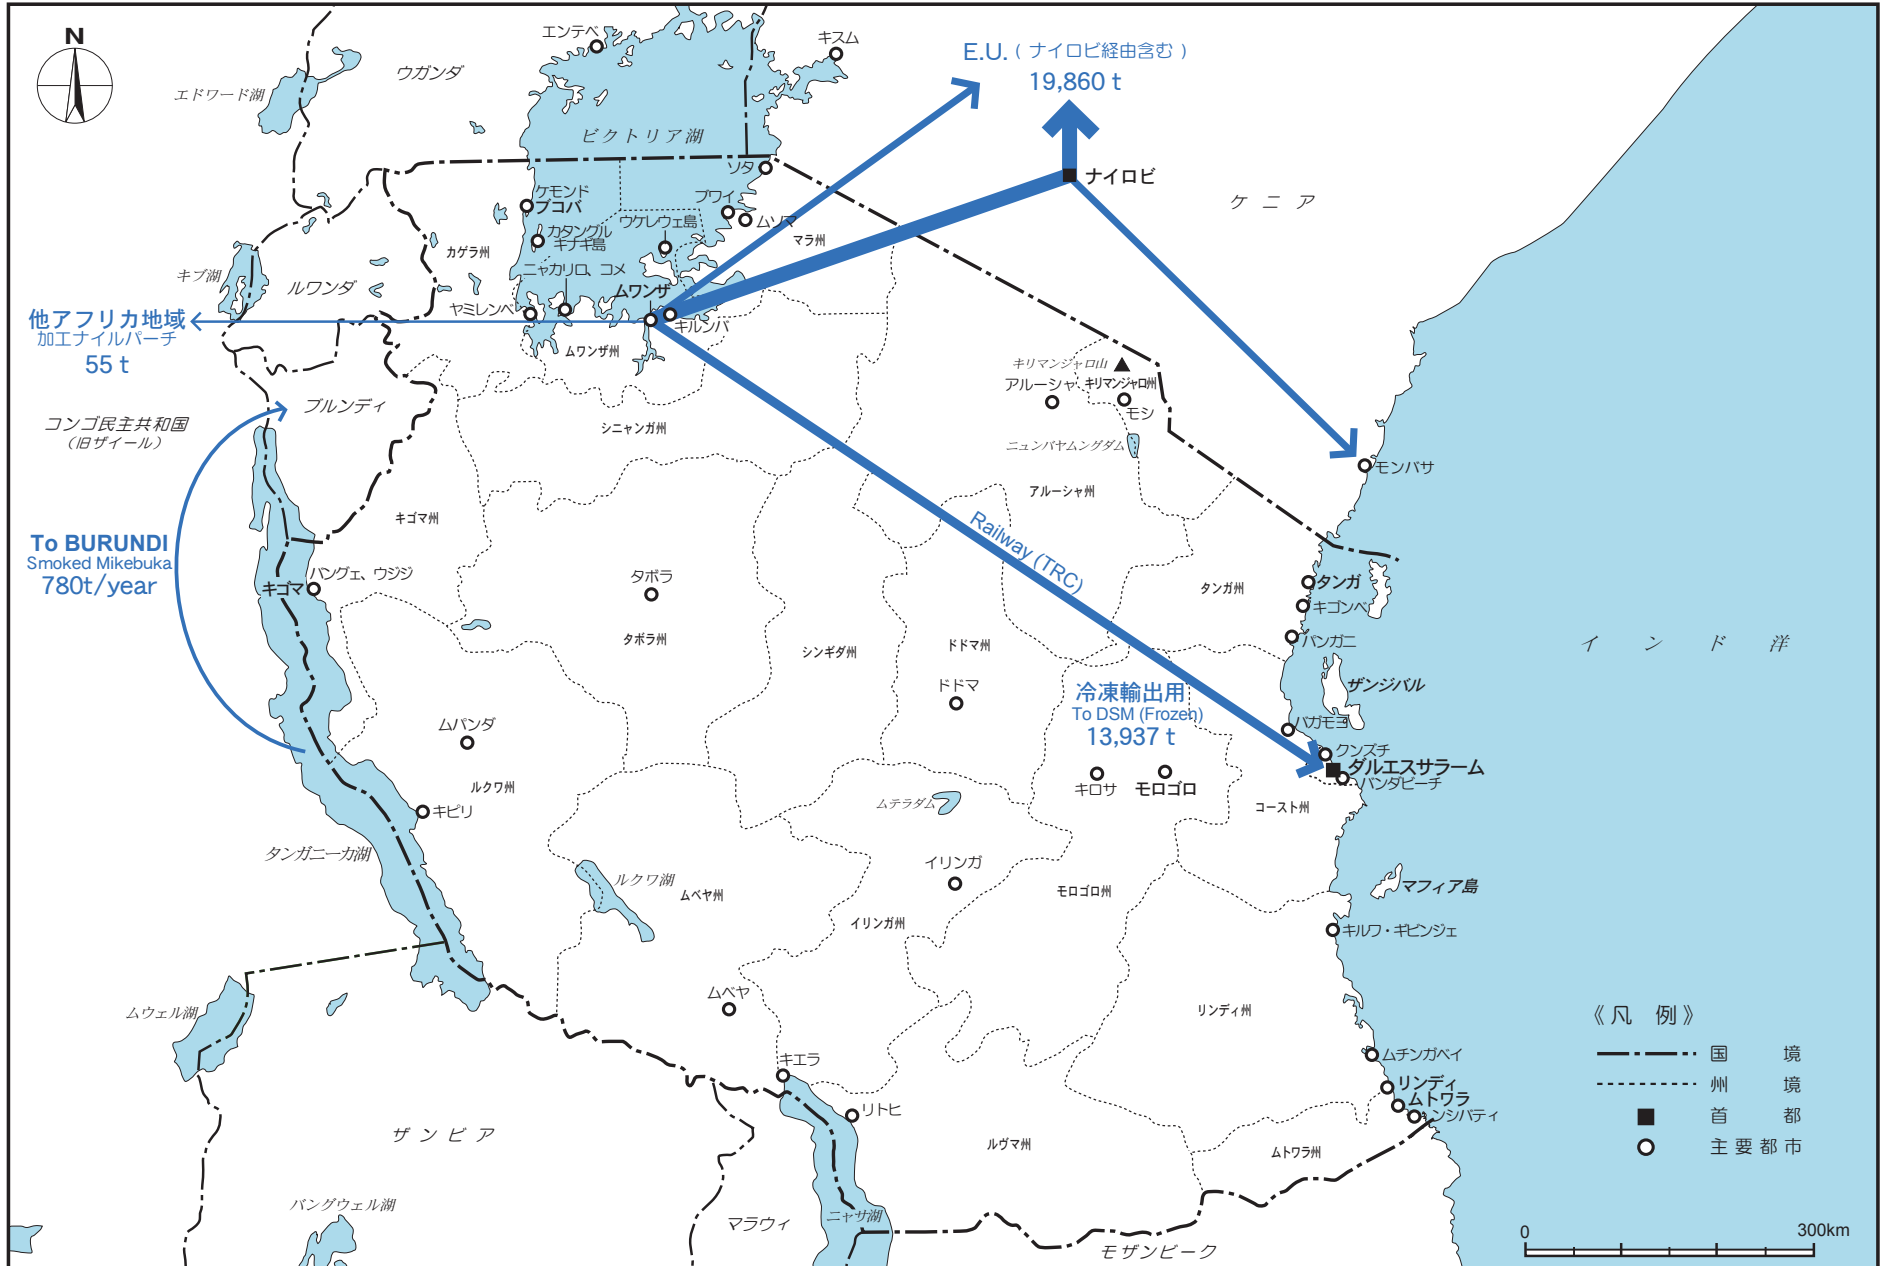 N
エンテベ
キスム
E.U. ( ナイロビ経由含む )
19,860 t
ウガンダ
エドワード湖
ビクトリア湖
ソタ
ナイロビ
ケニア
ケモンド
ブコバ
ブワイ
ムソマ
ウケレウェ島
カタングル
キナギ島
マラ州
カゲラ州
キブ湖
ルワンダ
ニャカリロ、コメ
ムワンザ
ヤミレンベ
キルンバ
他アフリカ地域
加工ナイルパーチ
55 t
ムワンザ州
キリマンジャロ山
アルーシャ
キリマンジャロ州
モシ
ブルンディ
コンゴ民主共和国
（旧ザイール）
シニャンガ州
ニュンバヤムングダム
モンバサ
アルーシャ州
キゴマ州
Railway (TRC)
To BURUNDI
Smoked Mikebuka
780t/year
バングェ、ウジジ
キゴマ
タボラ
タンガ州
タンガ
キゴンベ
パンガニ
タボラ州
シンギダ州
ドドマ州
インド洋
ザンジバル
ドドマ
冷凍輸出用
To DSM (Frozen)
13,937 t
バガモヨ
ムパンダ
クンズチ
ダルエスサラーム
バンダビーチ
ルクワ州
キピリ
ムテラダム
キロサ
モロゴロ
コースト州
タンガニーカ湖
イリンガ
ルクワ湖
ムベヤ州
モロゴロ州
マフィア島
イリンガ州
キルワ・ギビンジェ
ムウェル湖
ムベヤ
リンディ州
《凡例》
国境
州境
首都
主要都市
キエラ
ムチンガベイ
リンディ
ムトワラ
ンシバティ
リトヒ
ザンビア
ルヴマ州
ムトワラ州
バングウェル湖
マラウィ
ニャサ湖
モザンビーク
0 300km